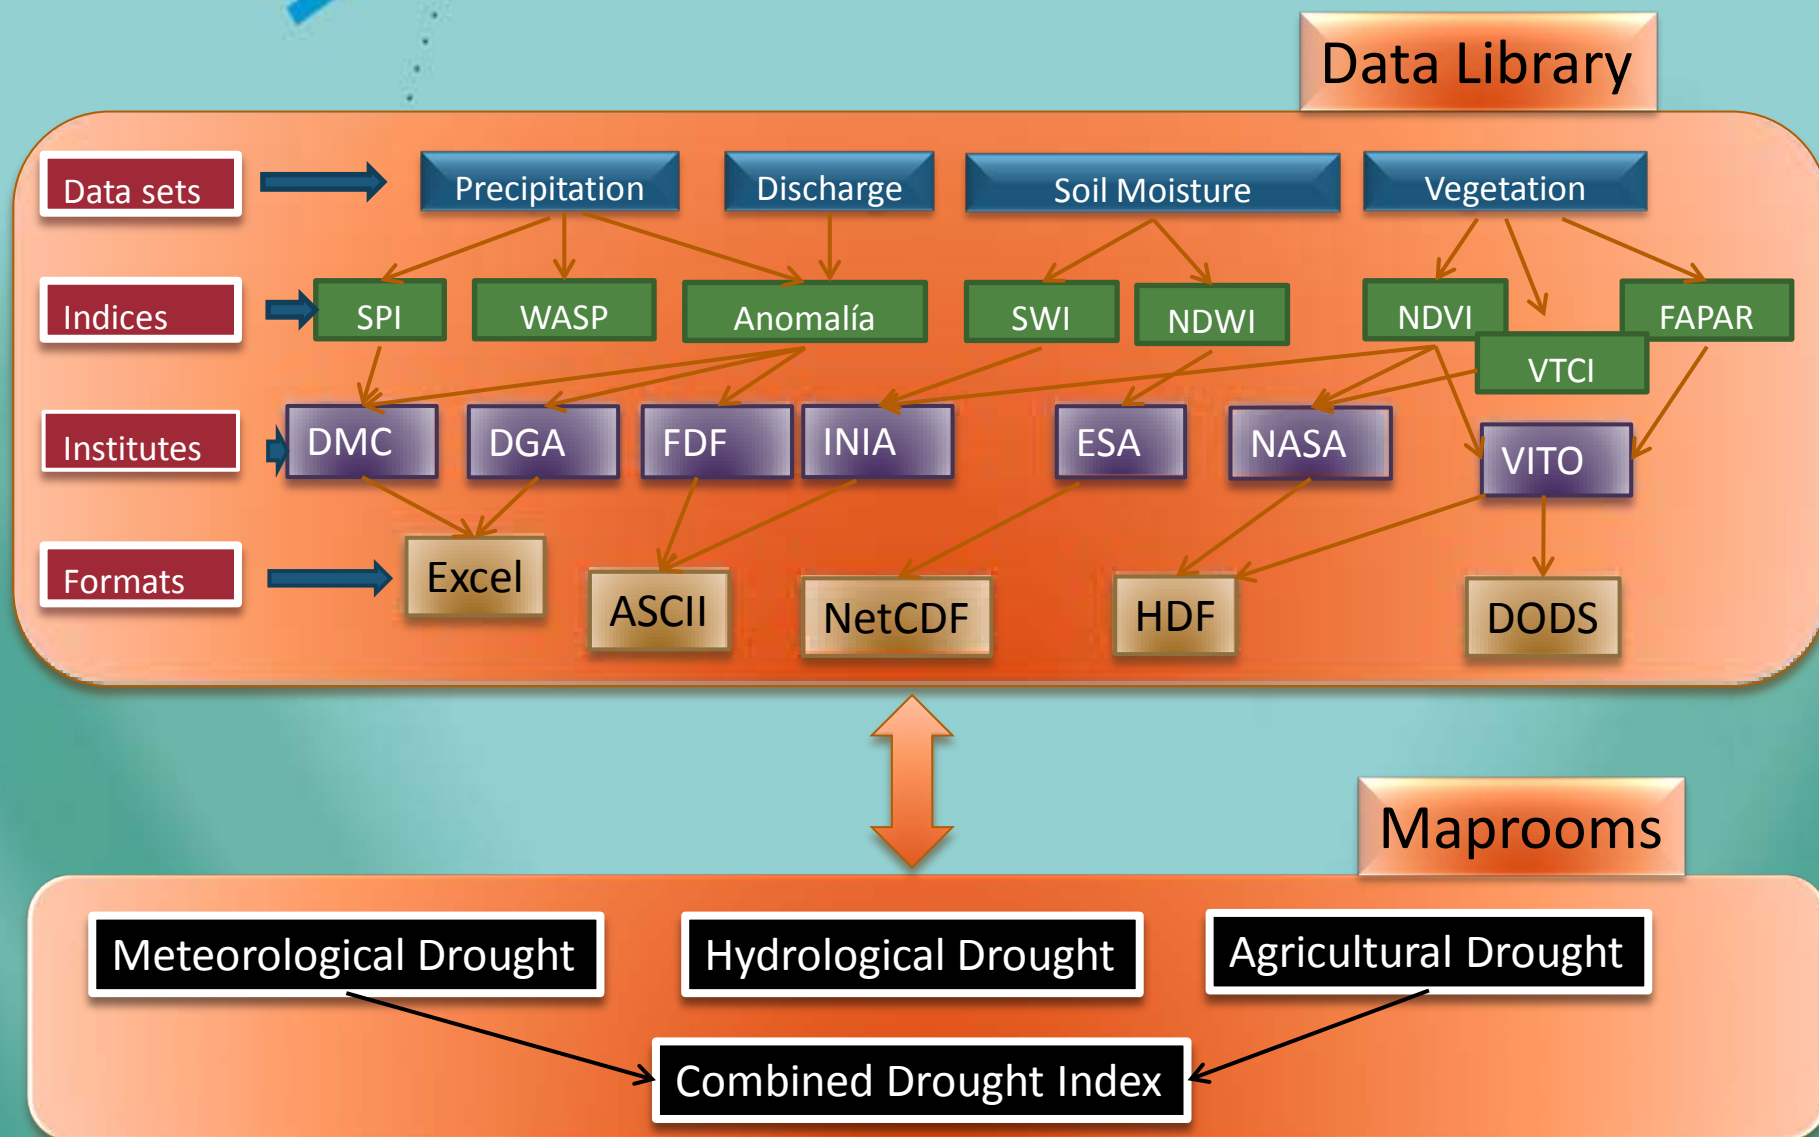 Data Library
Data sets
Precipitation
Discharge
Soil Moisture
Vegetation
Indices
SPI
WASP
Anomalía
SWI
NDWI
NDVI
FAPAR
VTCI
Institutes
DMC
DGA
FDF
INIA
ESA
NASA
VITO
Formats
Excel
ASCII
NetCDF
HDF
DODS
Maprooms
Meteorological Drought
Hydrological Drought
Agricultural Drought
Combined Drought Index